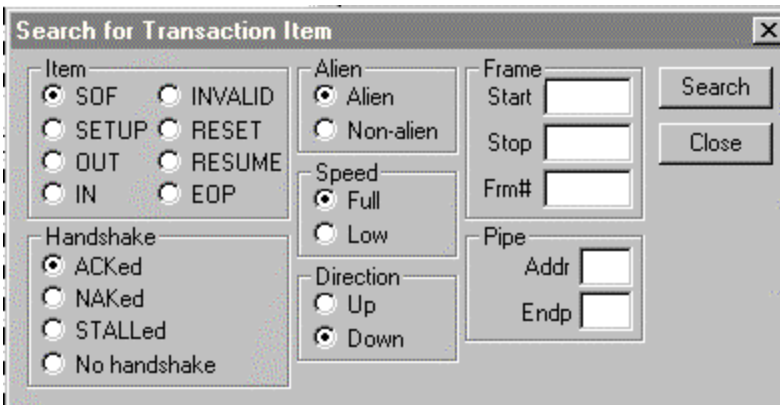 Search for Transaction Item
Item
SOF
INVALID
SETUP
RESET
OUT
RESUME
IN
EOP
Handshake
ACKed
NAKed
STALLed
No handshake
Alien
Alien
Non-alien
Speed
Full
Low
Direction
Up
Down
Frame
Start
Stop
Frm#
Pipe
Addr
Endp
Search
Close